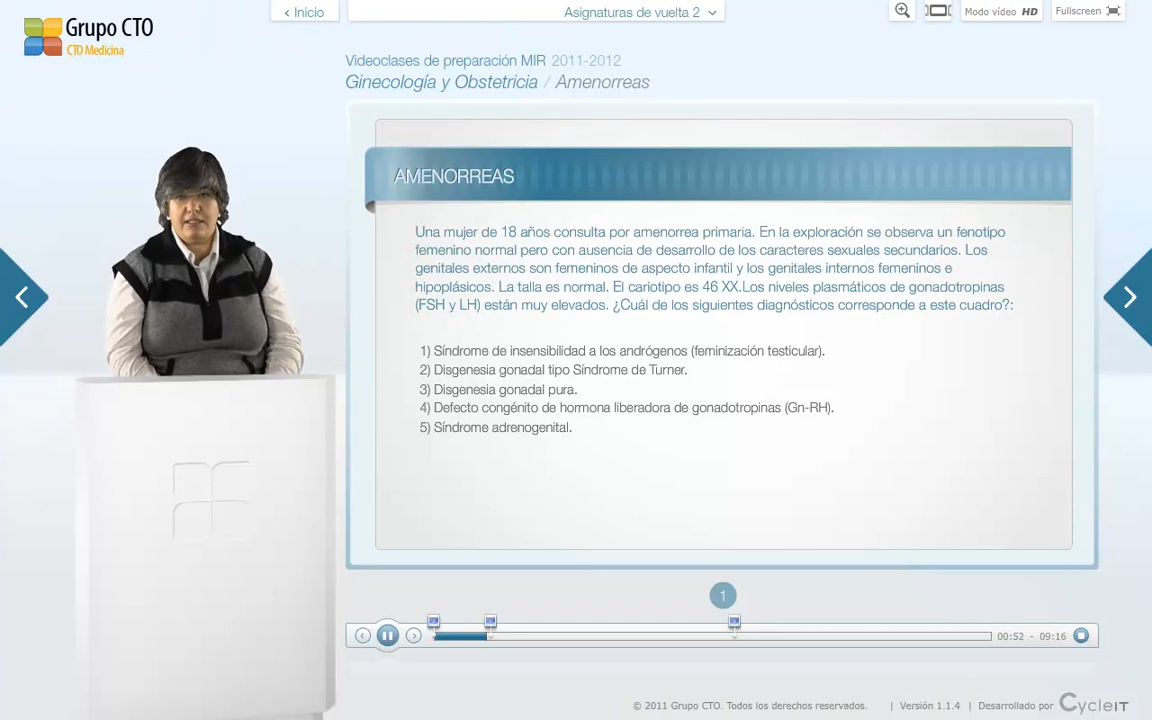 Grupo CTO
CTO Medicina
‹ Inicio
Asignaturas de vuelta 2
Modo vídeo HD
Fullscreen
Videoclases de preparación MIR 2011-2012
Ginecología y Obstetricia / Amenorreas
AMENORREAS
Una mujer de 18 años consulta por amenorrea primaria. En la exploración se observa un fenotipo
femenino normal pero con ausencia de desarrollo de los caracteres sexuales secundarios. Los
genitales externos son femeninos de aspecto infantil y los genitales internos femeninos e
hipoplásicos. La talla es normal. El cariotipo es 46 XX.Los niveles plasmáticos de gonadotropinas
(FSH y LH) están muy elevados. ¿Cuál de los siguientes diagnósticos corresponde a este cuadro?:
1) Síndrome de insensibilidad a los andrógenos (feminización testicular).
2) Disgenesia gonadal tipo Síndrome de Turner.
3) Disgenesia gonadal pura.
4) Defecto congénito de hormona liberadora de gonadotropinas (Gn-RH).
5) Síndrome adrenogenital.
1
00:52 - 09:16
© 2011 Grupo CTO. Todos los derechos reservados. | Versión 1.1.4 | Desarrollado por CycleIT